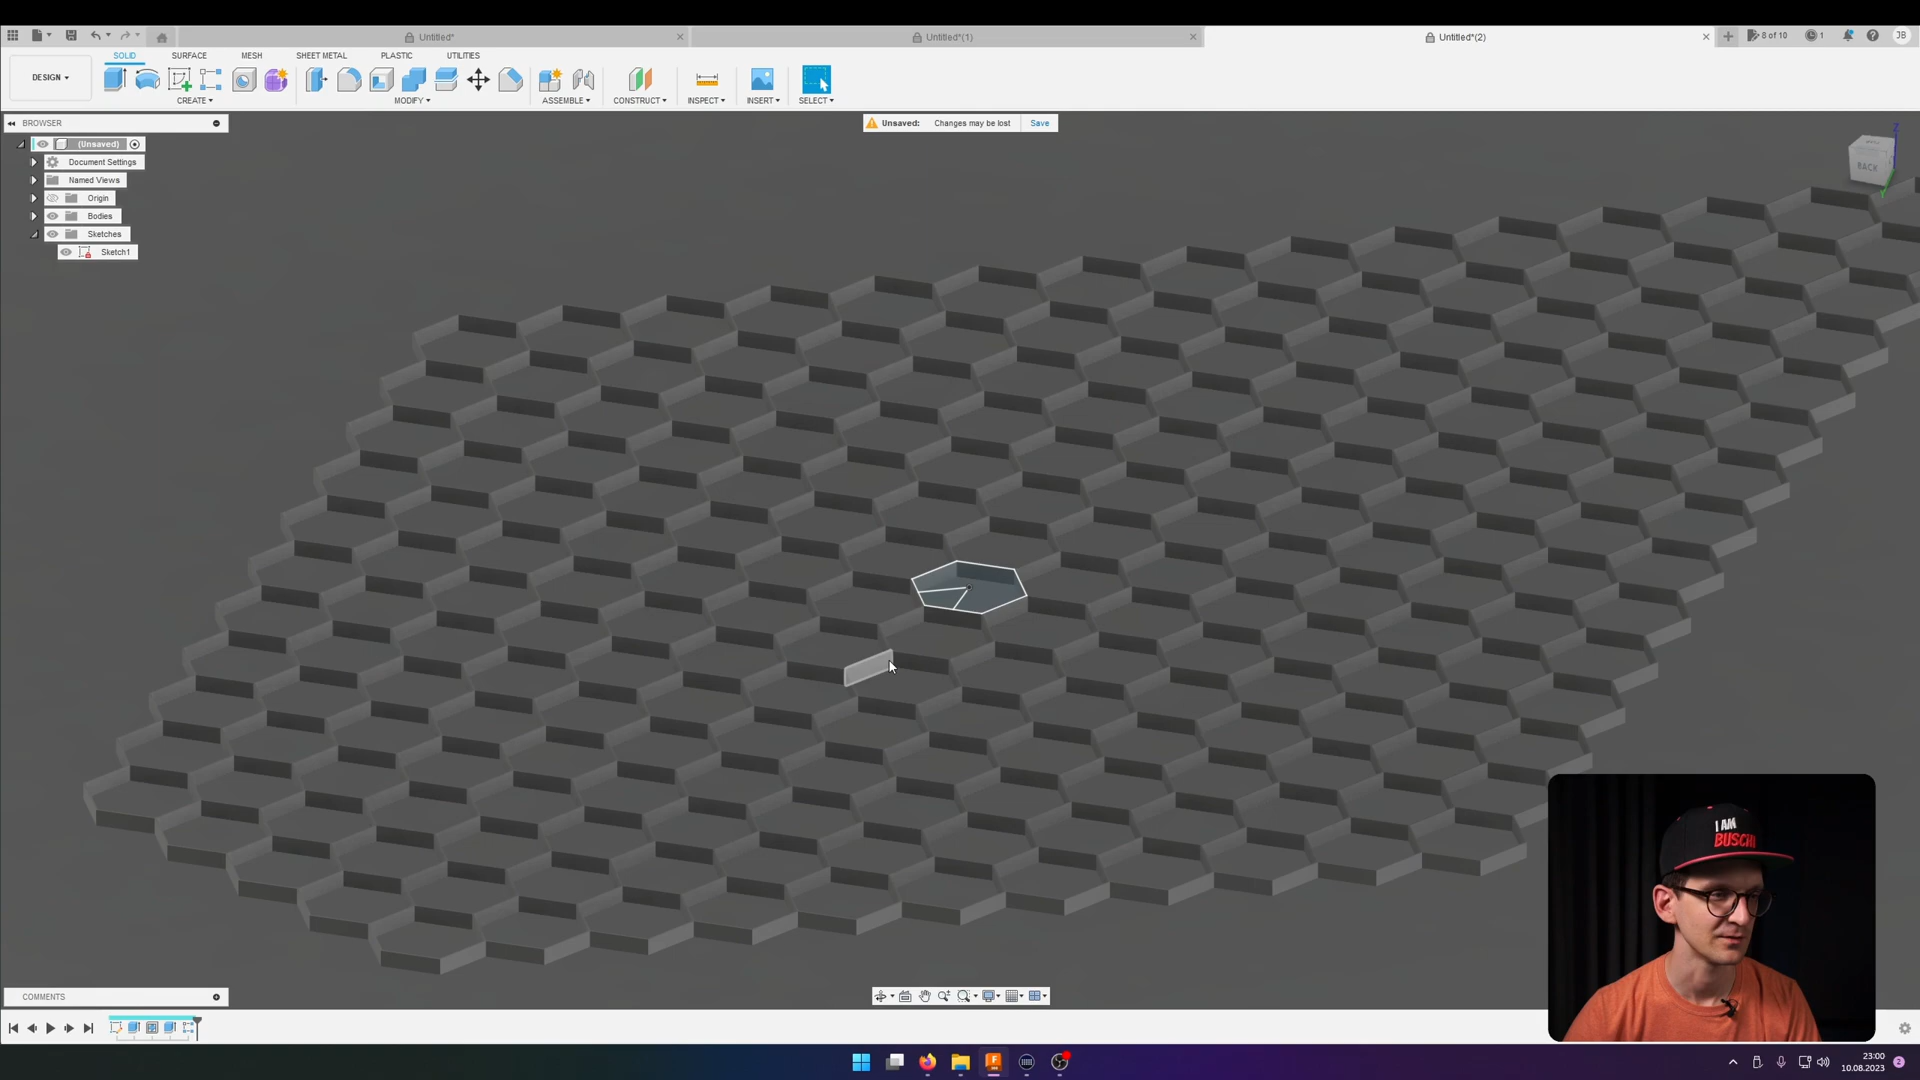 Untitled*
Untitled*(1)
Untitled*(2)
8 of 10
1
JB
SOLID
SURFACE
MESH
SHEET METAL
PLASTIC
UTILITIES
DESIGN
CREATE
MODIFY
ASSEMBLE
CONSTRUCT
INSPECT
INSERT
SELECT
BROWSER
Unsaved:
Changes may be lost
Save
(Unsaved)
Document Settings
Named Views
Origin
Bodies
Sketches
Sketch1
Z
BACK
Y
I AM
BUSCH
COMMENTS
F
23:00
10.08.2023
2